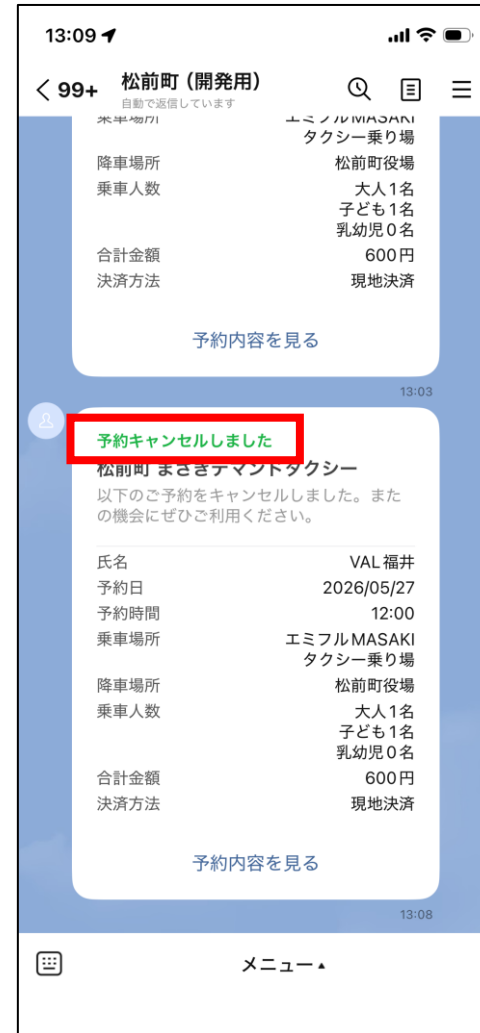 13:09
99+ 松前町（開発用）
自動で返信しています
乗車場所 エミフルMASAKI
タクシー乗り場
降車場所 松前町役場
乗車人数 大人1名
子ども1名
乳幼児0名
合計金額 600円
決済方法 現地決済
予約内容を見る
13:03
予約キャンセルしました
松前町 まさきデマンドタクシー
以下のご予約をキャンセルしました。また
の機会にぜひご利用ください。
氏名 VAL福井
予約日 2026/05/27
予約時間 12:00
乗車場所 エミフルMASAKI
タクシー乗り場
降車場所 松前町役場
乗車人数 大人1名
子ども1名
乳幼児0名
合計金額 600円
決済方法 現地決済
予約内容を見る
13:08
メニュー▲